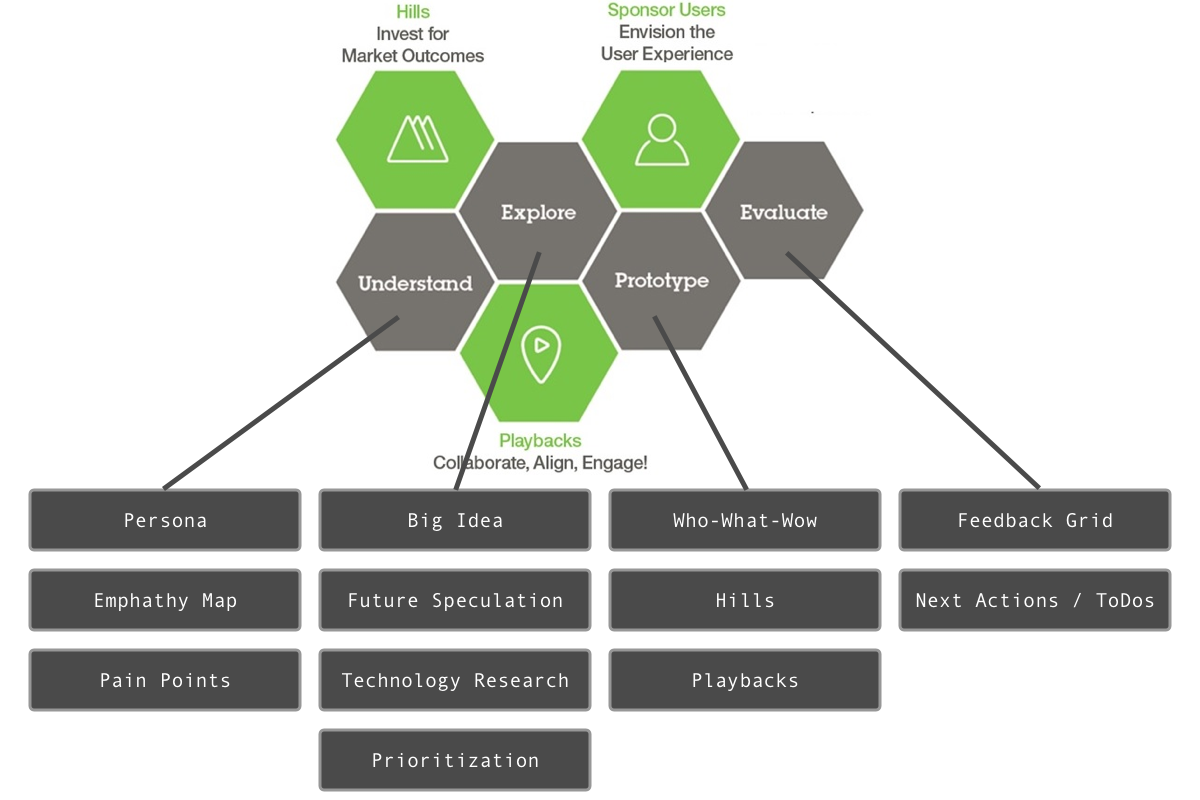 Hills
Invest for
Market Outcomes
Sponsor Users
Envision the
User Experience
Explore
Evaluate
Understand
Prototype
Playbacks
Collaborate, Align, Engage!
Persona
Big Idea
Who-What-Wow
Feedback Grid
Emphathy Map
Future Speculation
Hills
Next Actions / ToDos
Pain Points
Technology Research
Playbacks
Prioritization